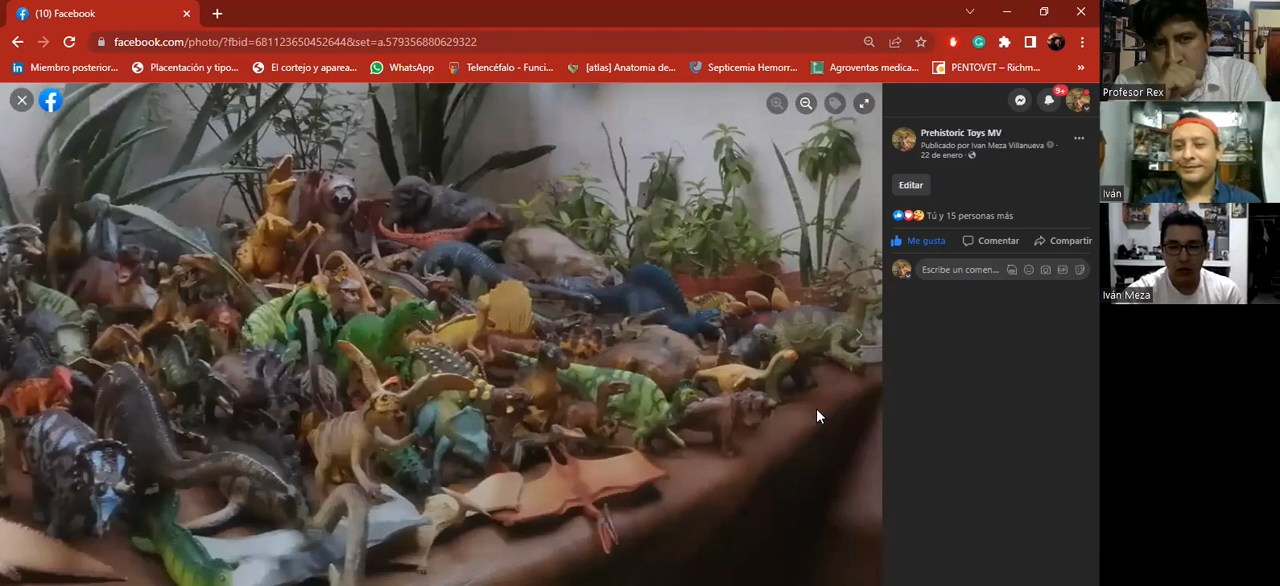 (10) Facebook
facebook.com/photo/?fbid=681123650452644&set=a.579356880629322
Miembro posterior...
Placentación y tipo...
El cortejo y aparea...
WhatsApp
Telencéfalo - Funci...
[atlas] Anatomia de...
Septicemia Hemorr...
Agroventas medica...
PENTOVET – Richm...
»
9+
Prehistoric Toys MV
Publicado por Ivan Meza Villanueva ·
22 de enero ·
Editar
Tú y 15 personas más
Me gusta
Comentar
Compartir
Escribe un comen...
GIF
Profesor Rex
Iván
Iván Meza